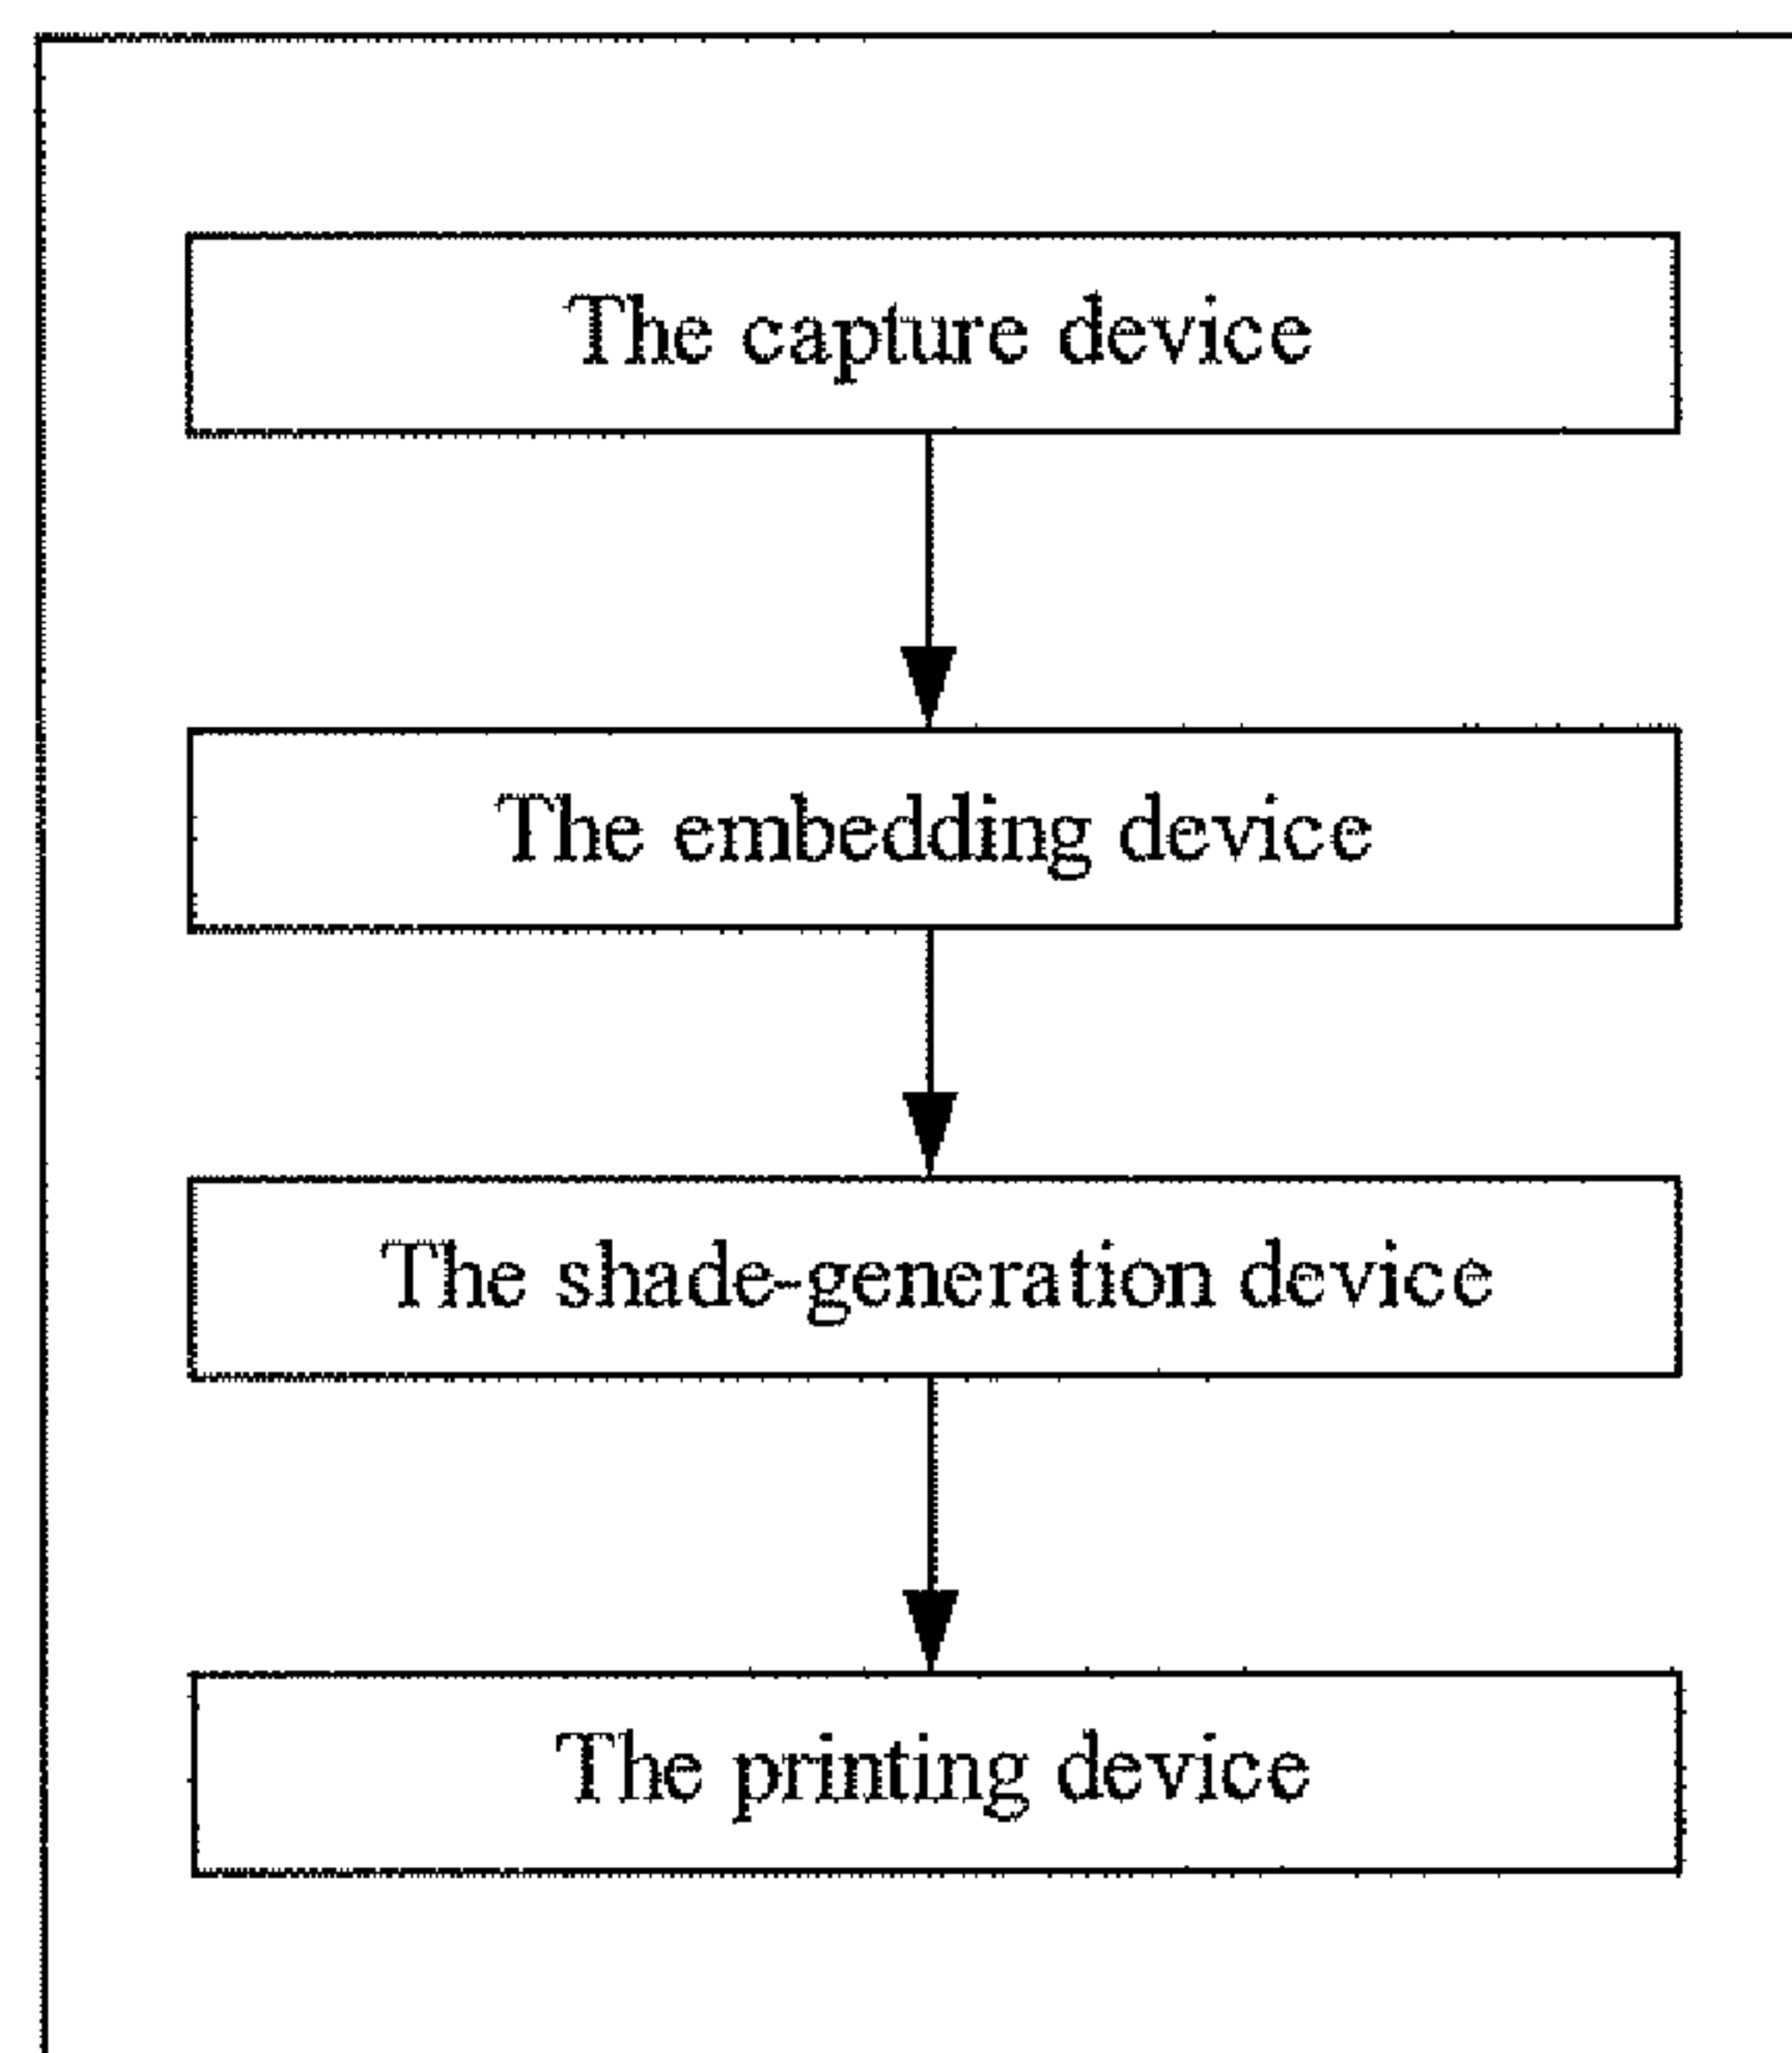 The capture device
The embedding device
The shade-generation device
The printing device